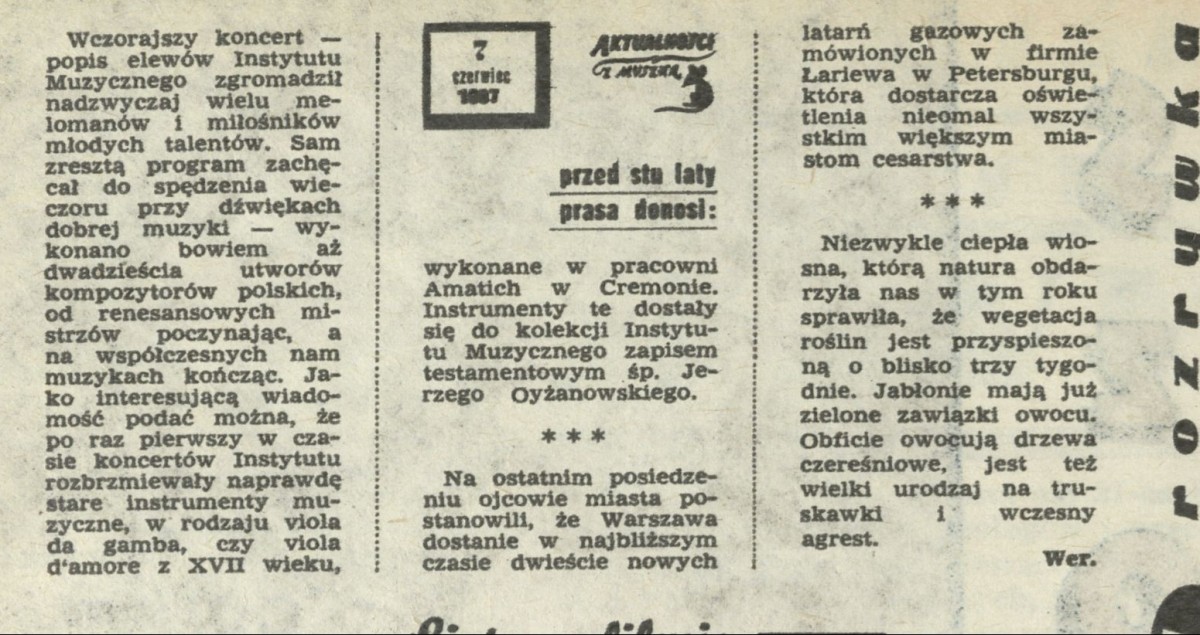 Wczorajszy koncert —
popis elewów Instytutu
Muzycznego zgromadził
nadzwyczaj wielu me-
lomanów i miłośników
młodych talentów. Sam
zresztą program zachę-
cał do spędzenia wie-
czoru przy dźwiękach
dobrej muzyki — wy-
konano bowiem aż
dwadzieścia utworów
kompozytorów polskich,
od renesansowych mi-
strzów poczynając, a
na współczesnych nam
muzykach kończąc. Ja-
ko interesującą wiado-
mość podać można, że
po raz pierwszy w cza-
sie koncertów Instytutu
rozbrzmiewały naprawdę
stare instrumenty mu-
zyczne, w rodzaju viola
da gamba, czy viola
d'amore z XVII wieku,
7
czerwiec
1887
AKTUALNOŚCI
Z MUSZKĄ
przed stu laty
prasa donosi:
wykonane w pracowni
Amatich w Cremonie.
Instrumenty te dostały
się do kolekcji Instytu-
tu Muzycznego zapisem
testamentowym śp. Je-
rzego Oyżanowskiego.
* * *
Na ostatnim posiedze-
niu ojcowie miasta po-
stanowili, że Warszawa
dostanie w najbliższym
czasie dwieście nowych
latarń gazowych za-
mówionych w firmie
Łariewa w Petersburgu,
która dostarcza oświe-
tlenia nieomal wszy-
stkim większym mia-
stom cesarstwa.
* * *
Niezwykle ciepła wio-
sna, którą natura obda-
rzyła nas w tym roku
sprawiła, że wegetacja
roślin jest przyspieszo-
ną o blisko trzy tygo-
dnie. Jabłonie mają już
zielone zawiązki owocu.
Obficie owocują drzewa
czereśniowe, jest też
wielki urodzaj na tru-
skawki i wczesny
agrest.
Wer.
rozrywka